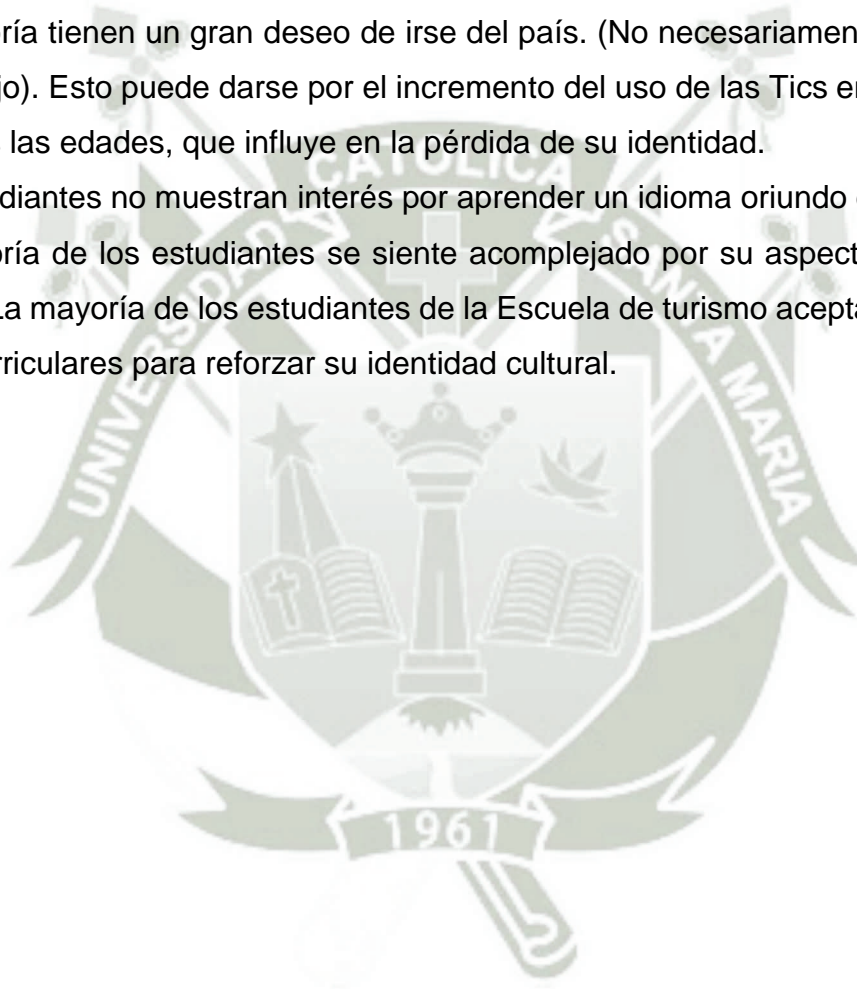 ría tienen un gran deseo de irse del país. (No necesariamen
jo). Esto puede darse por el incremento del uso de las Tics e
las edades, que influye en la pérdida de su identidad.
diantes no muestran interés por aprender un idioma oriundo
ría de los estudiantes se siente acomplejado por su aspect
La mayoría de los estudiantes de la Escuela de turismo acept
rriculares para reforzar su identidad cultural.
UNIVERSIDAD CATOLICA SANTA MARIA
1961